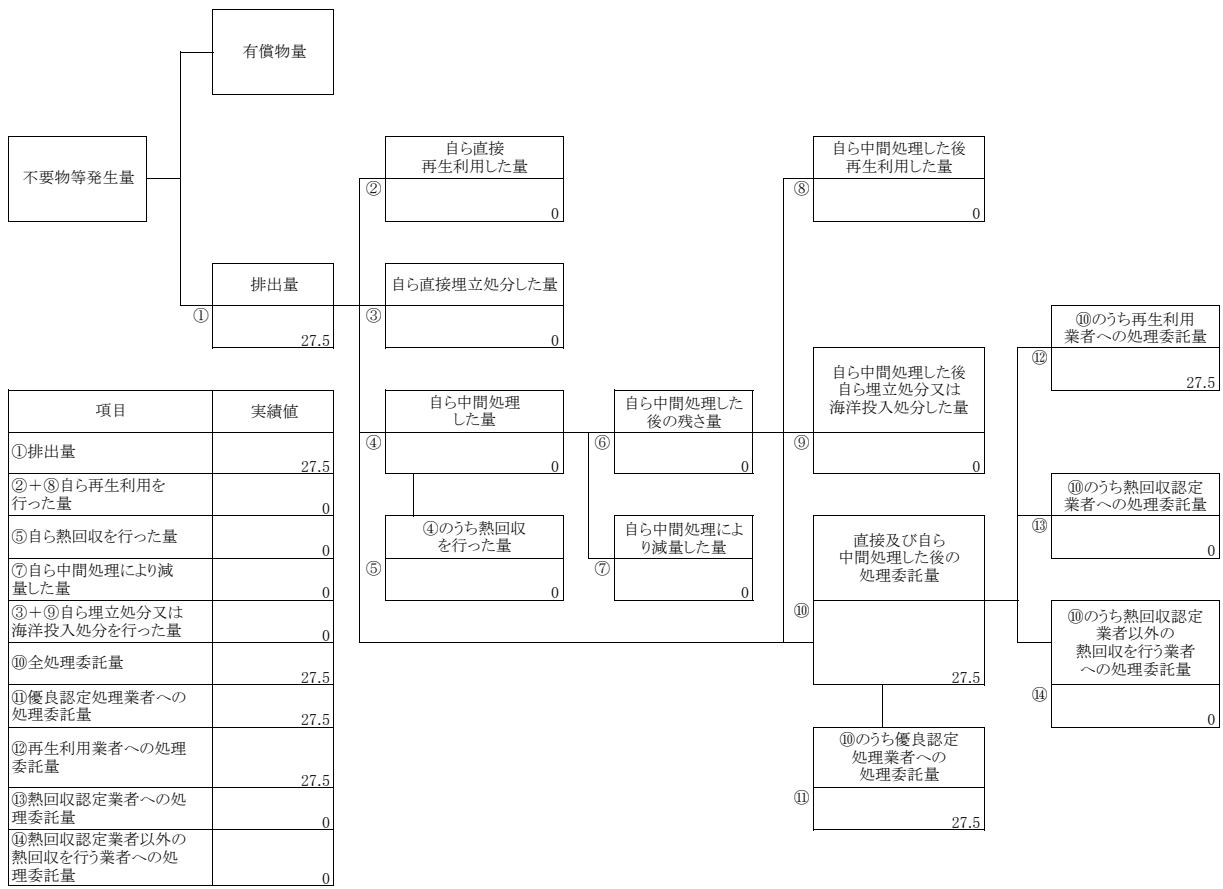 有償物量
不要物等発生量
自ら直接
再生利用した量
②
0
自ら中間処理した後
再生利用した量
⑧
0
排出量
①
27.5
自ら直接埋立処分した量
③
0
⑩のうち再生利用
業者への処理委託量
⑫
27.5
自ら中間処理
した量
④
0
自ら中間処理した
後の残さ量
⑥
0
自ら中間処理した後
自ら埋立処分又は
海洋投入処分した量
⑨
0
⑩のうち熱回収認定
業者への処理委託量
⑬
0
④のうち熱回収
を行った量
⑤
0
自ら中間処理によ
り減量した量
⑦
0
直接及び自ら
中間処理した後の
処理委託量
⑩
27.5
⑩のうち熱回収認定
業者以外の
熱回収を行う業者
への処理委託量
⑭
0
⑩のうち優良認定
処理業者への
処理委託量
⑪
27.5
項目 実績値
①排出量
27.5
②+⑧自ら再生利用を
行った量
0
⑤自ら熱回収を行った量
0
⑦自ら中間処理により減
量した量
0
③+⑨自ら埋立処分又は
海洋投入処分を行った量
0
⑩全処理委託量
27.5
⑪優良認定処理業者への
処理委託量
27.5
⑫再生利用業者への処理
委託量
27.5
⑬熱回収認定業者への処
理委託量
0
⑭熱回収認定業者以外の
熱回収を行う業者への処
理委託量
0